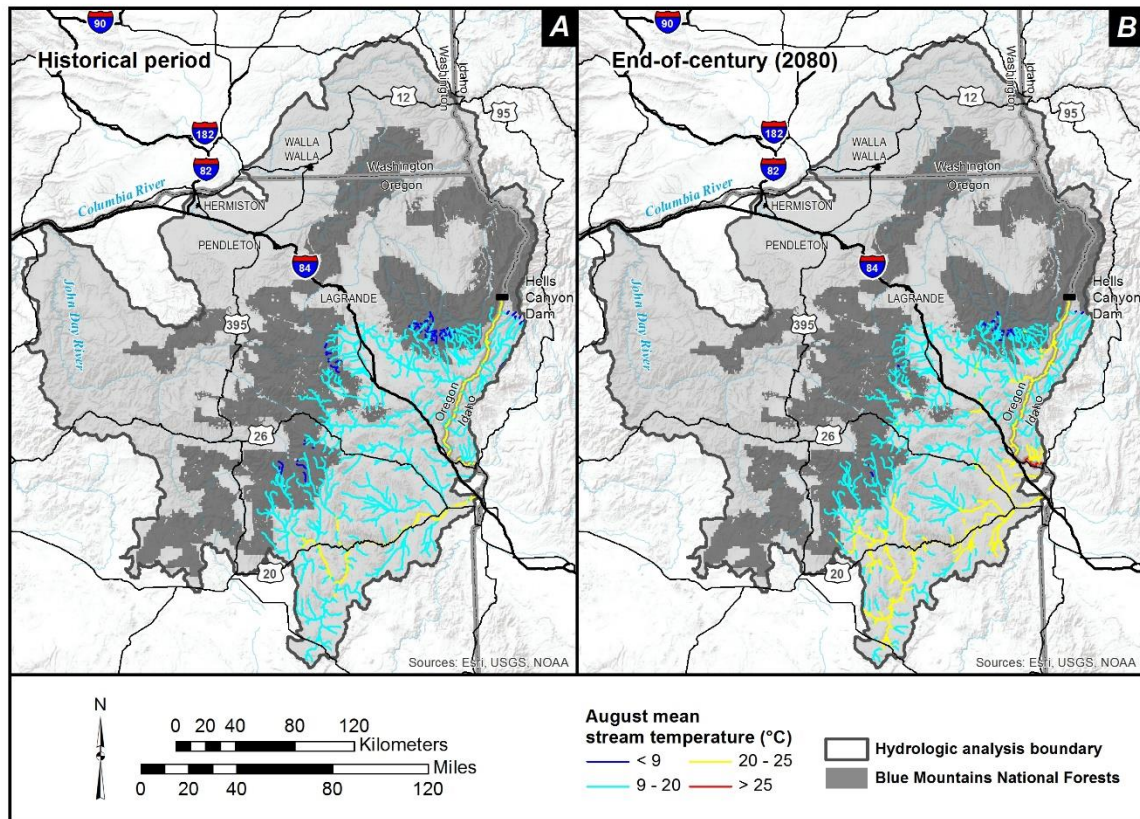 A
Historical period
90
Washington
Idaho
12
95
182
82
WALLA
WALLA
Washington
Oregon
Columbia River
HERMISTON
PENDLETON
84
LAGRANDE
Hells
Canyon
Dam
John Day River
395
Oregon
Idaho
26
20
Sources: Esri, USGS, NOAA
B
End-of-century (2080)
90
Washington
Idaho
12
95
182
82
WALLA
WALLA
Washington
Oregon
Columbia River
HERMISTON
PENDLETON
84
LAGRANDE
Hells
Canyon
Dam
John Day River
395
Oregon
Idaho
26
20
Sources: Esri, USGS, NOAA
N
0 20 40 80 120
Kilometers
Miles
0 20 40 80 120
August mean
stream temperature (°C)
< 9
20 - 25
9 - 20
> 25
Hydrologic analysis boundary
Blue Mountains National Forests